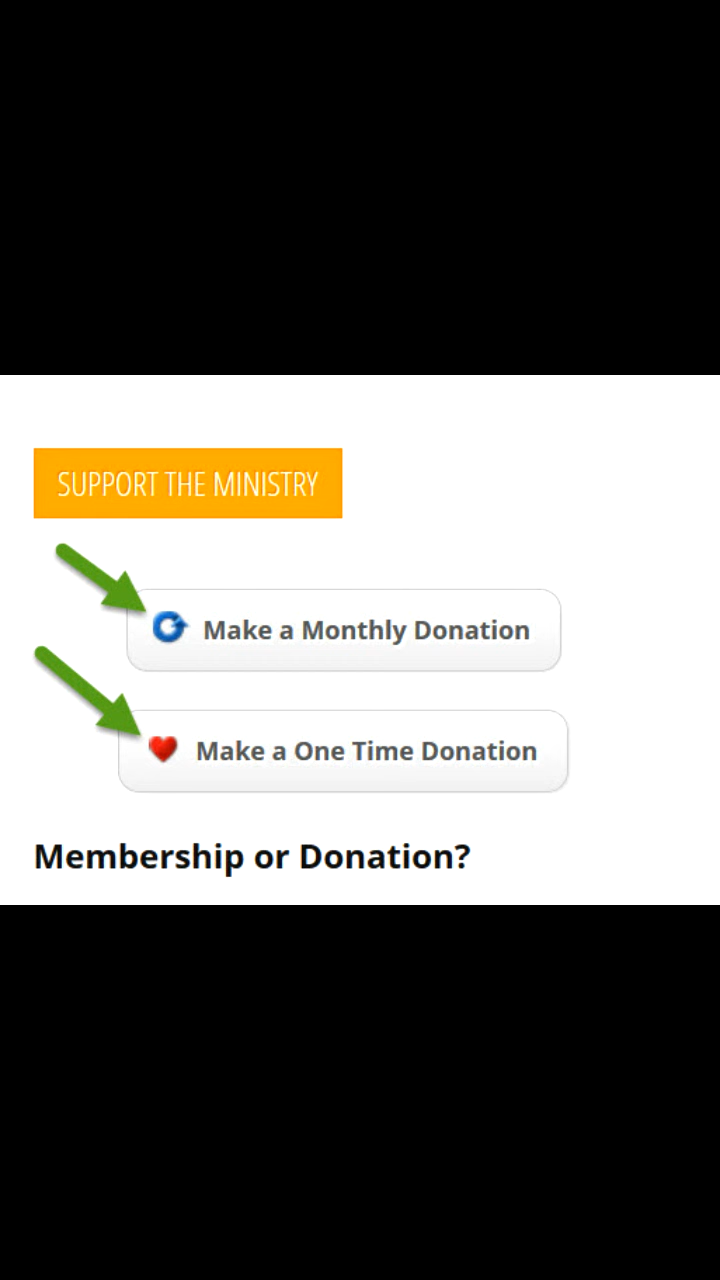 SUPPORT THE MINISTRY
Make a Monthly Donation
Make a One Time Donation
Membership or Donation?